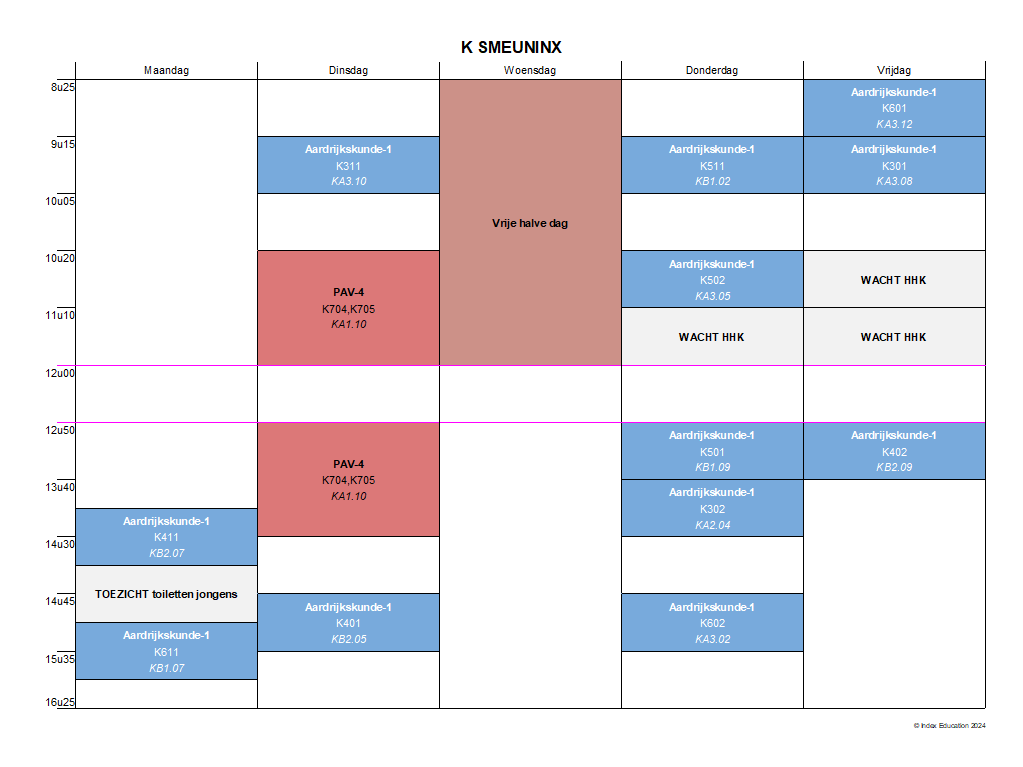 K SMEUNINX
Maandag
Dinsdag
Woensdag
Donderdag
Vrijdag
8u25
9u15
10u05
10u20
11u10
12u00
12u50
13u40
14u30
14u45
15u35
16u25
Aardrijkskunde-1
K411
KB2.07
TOEZICHT toiletten jongens
Aardrijkskunde-1
K611
KB1.07
Aardrijkskunde-1
K311
KA3.10
PAV-4
K704,K705
KA1.10
PAV-4
K704,K705
KA1.10
Aardrijkskunde-1
K401
KB2.05
Vrije halve dag
Aardrijkskunde-1
K511
KB1.02
Aardrijkskunde-1
K502
KA3.05
WACHT HHK
Aardrijkskunde-1
K501
KB1.09
Aardrijkskunde-1
K302
KA2.04
Aardrijkskunde-1
K602
KA3.02
Aardrijkskunde-1
K601
KA3.12
Aardrijkskunde-1
K301
KA3.08
WACHT HHK
WACHT HHK
Aardrijkskunde-1
K402
KB2.09
© Index Education 2024